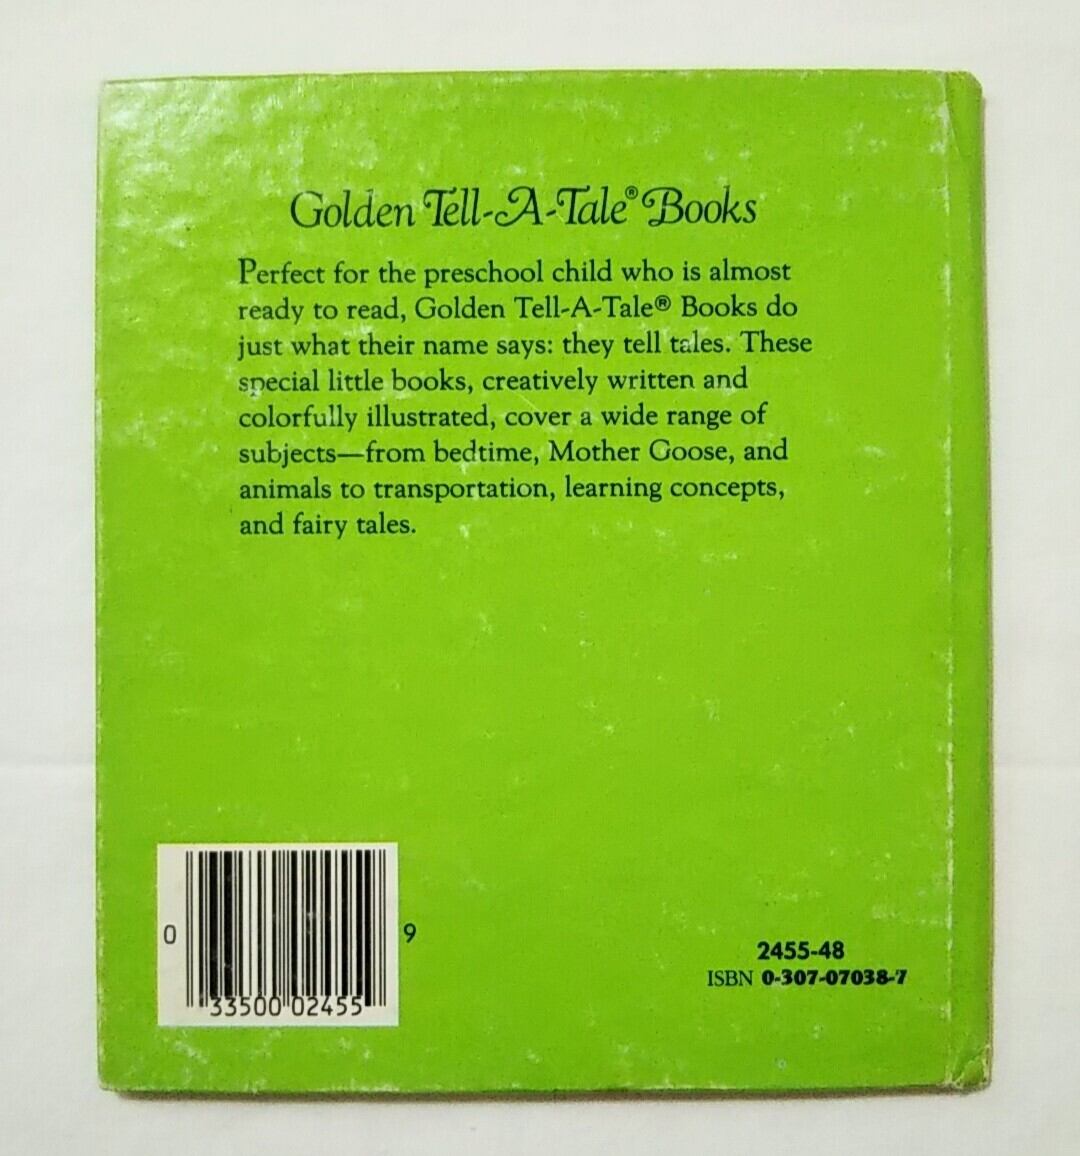 Golden Tell-A-Tale® Books
Perfect for the preschool child who is almost
ready to read, Golden Tell-A-Tale® Books do
just what their name says: they tell tales. These
special little books, creatively written and
colorfully illustrated, cover a wide range of
subjects—from bedtime, Mother Goose, and
animals to transportation, learning concepts,
and fairy tales.
0 33500 02455 9
2455-48
ISBN 0-307-07038-7